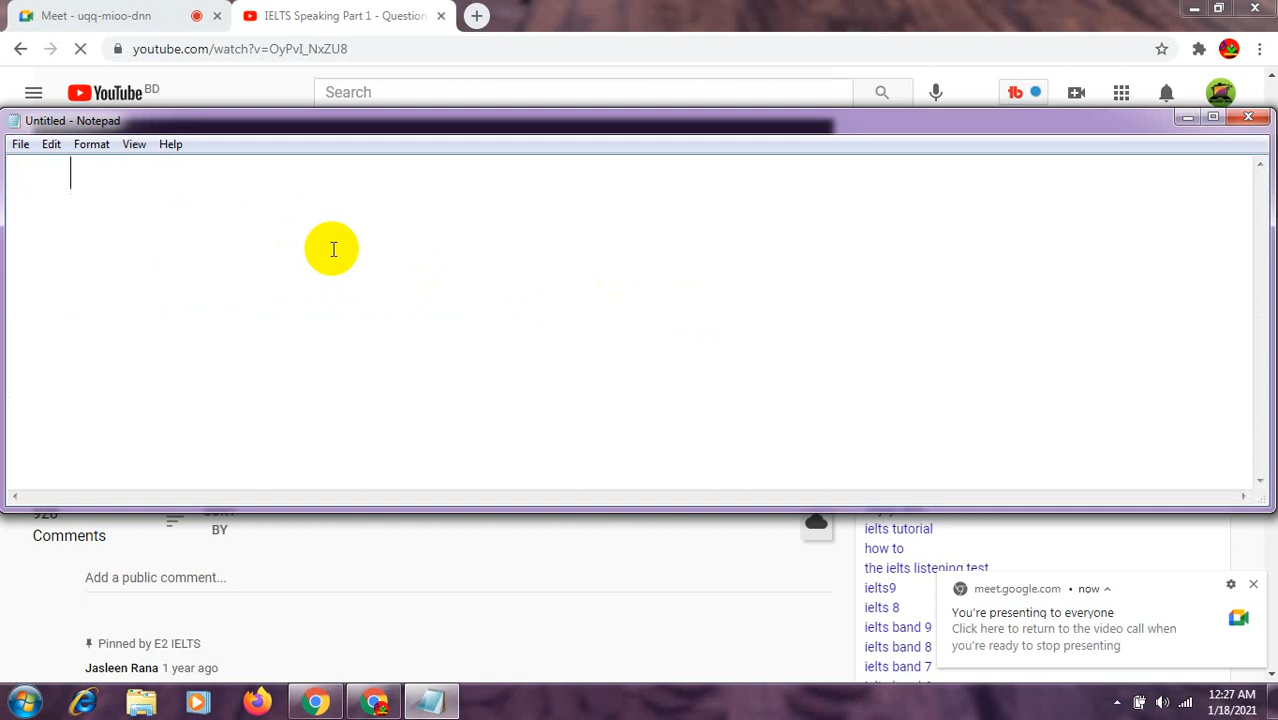 Meet - uqq-mioo-dnn
IELTS Speaking Part 1 - Question
youtube.com/watch?v=OyPvI_NxZU8
YouTube BD
Search
tb
Untitled - Notepad
File Edit Format View Help
Comments
BY
Add a public comment...
Pinned by E2 IELTS
Jasleen Rana 1 year ago
ielts tutorial
how to
the ielts listening test
ielts9
ielts 8
ielts band 9
ielts band 8
ielts band 7
meet.google.com • now
You're presenting to everyone
Click here to return to the video call when
you're ready to stop presenting
12:27 AM
1/18/2021